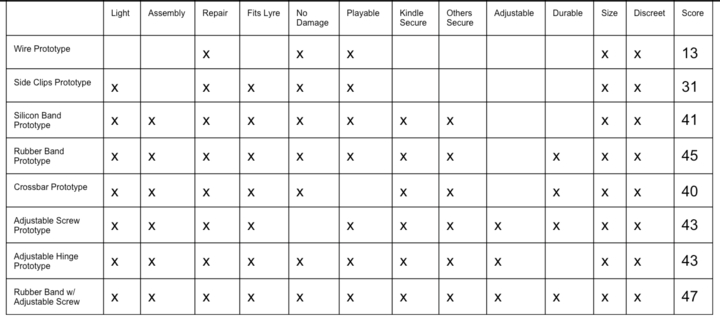 Light Assembly Repair Fits Lyre No Damage Playable Kindle Secure Others Secure Adjustable Durable Size Discreet Score
Wire Prototype x x x x x 13
Side Clips Prototype x x x x x x x 31
Silicon Band Prototype x x x x x x x x x x 41
Rubber Band Prototype x x x x x x x x x x x 45
Crossbar Prototype x x x x x x x x x x 40
Adjustable Screw Prototype x x x x x x x x x x x 43
Adjustable Hinge Prototype x x x x x x x x x x x 43
Rubber Band w/ Adjustable Screw x x x x x x x x x x x x 47